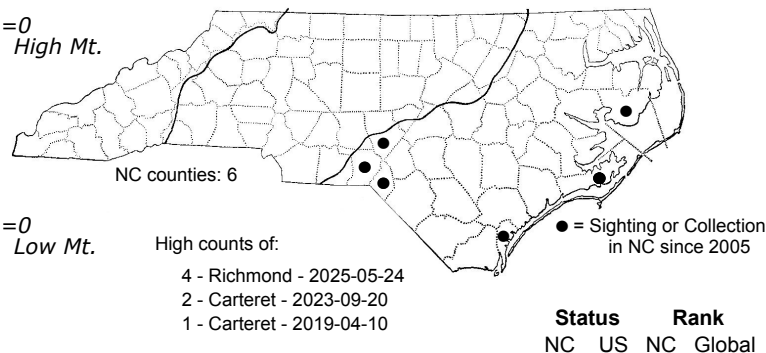 =0
High Mt.
NC counties: 6
=0
Low Mt.
High counts of:
4 - Richmond - 2025-05-24
2 - Carteret - 2023-09-20
1 - Carteret - 2019-04-10
● = Sighting or Collection
in NC since 2005
Status Rank
NC US NC Global